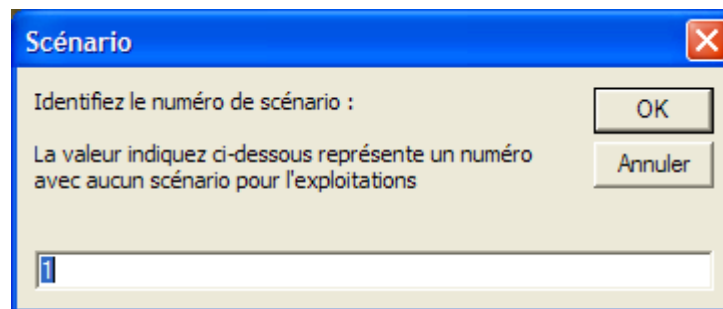 Scénario
Identifiez le numéro de scénario :
OK
La valeur indiquez ci-dessous représente un numéro
avec aucun scénario pour l'exploitations
Annuler
1